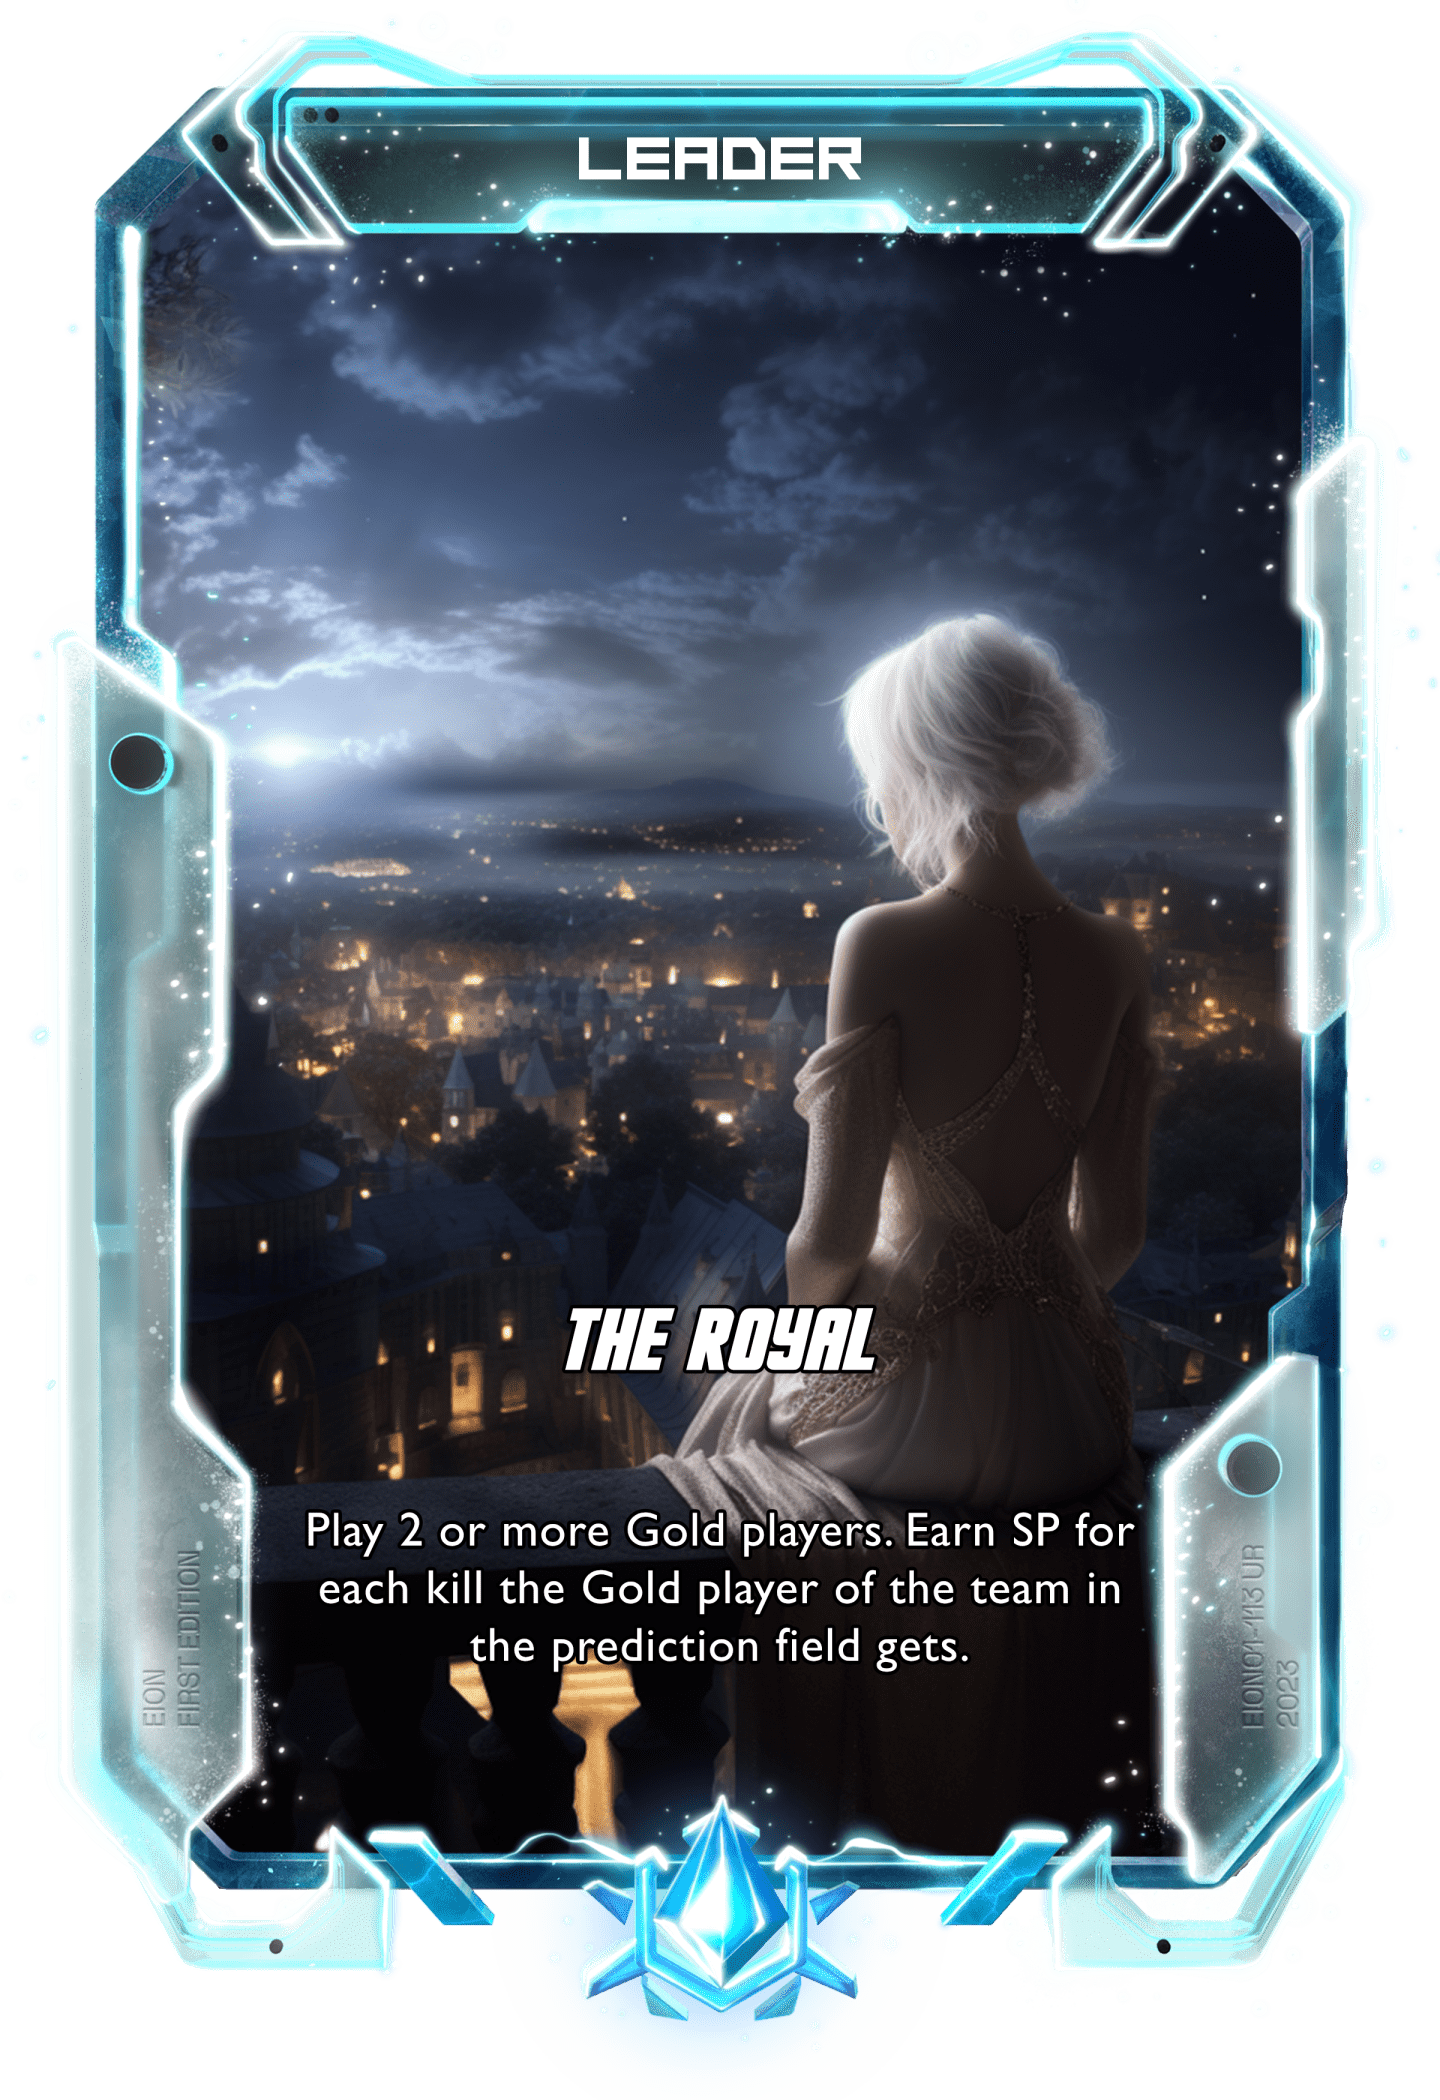 LEADER
THE ROYAL
Play 2 or more Gold players. Earn SP for
each kill the Gold player of the team in
the prediction field gets.
EION
FIRST EDITION
EION01-113 UR
2023